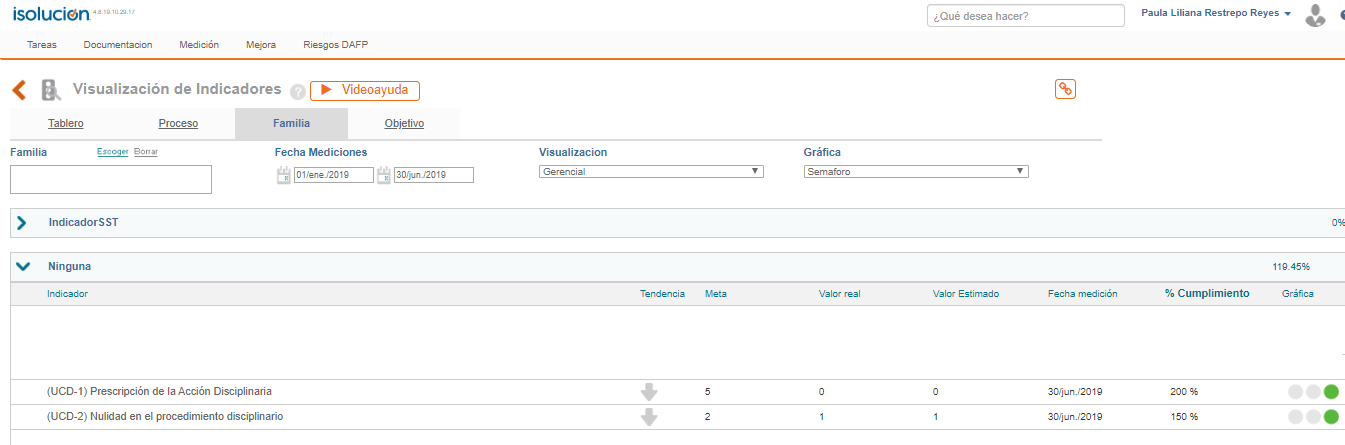 isolución 4.8.19.10.29.17
¿Qué desea hacer?
Paula Liliana Restrepo Reyes
Tareas Documentacion Medición Mejora Riesgos DAFP
Visualización de Indicadores ? Videoayuda
Tablero Proceso Familia Objetivo
Familia Escoger Borrar Fecha Mediciones Visualizacion Gráfica
01/ene./2019 30/jun./2019 Gerencial Semaforo
IndicadorSST 0%
Ninguna 119.45%
Indicador Tendencia Meta Valor real Valor Estimado Fecha medición % Cumplimiento Gráfica
(UCD-1) Prescripción de la Acción Disciplinaria 5 0 0 30/jun./2019 200 %
(UCD-2) Nulidad en el procedimiento disciplinario 2 1 1 30/jun./2019 150 %